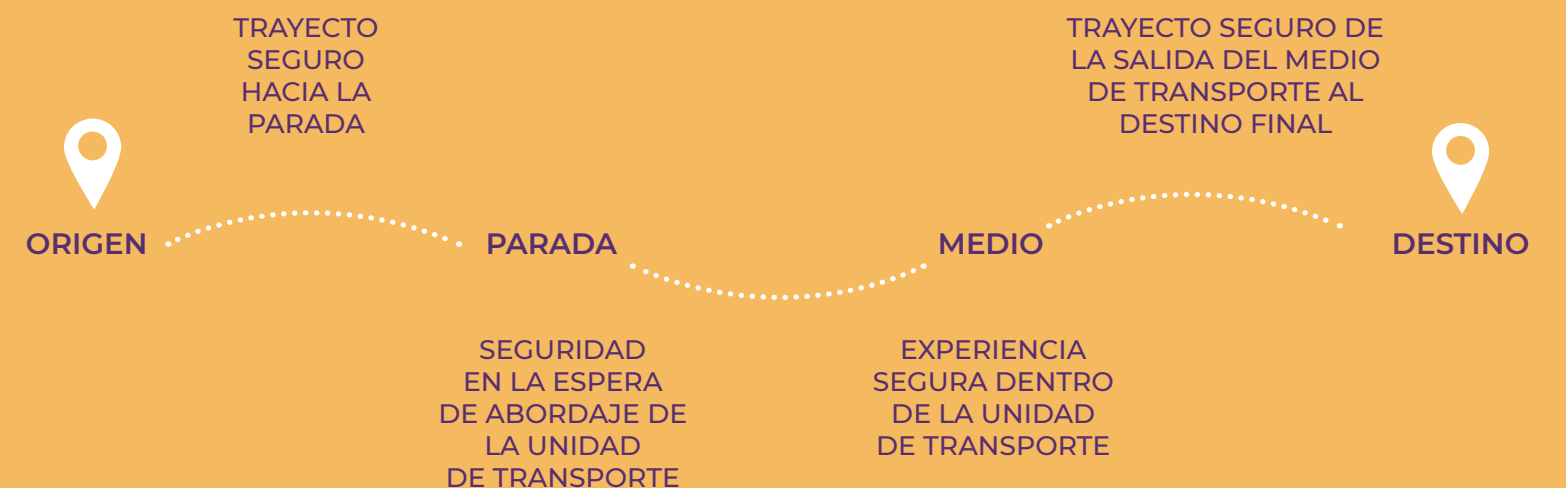 TRAYECTO
SEGURO
HACIA LA
PARADA
TRAYECTO SEGURO DE
LA SALIDA DEL MEDIO
DE TRANSPORTE AL
DESTINO FINAL
ORIGEN
PARADA
MEDIO
DESTINO
SEGURIDAD
EN LA ESPERA
DE ABORDAJE DE
LA UNIDAD
DE TRANSPORTE
EXPERIENCIA
SEGURA DENTRO
DE LA UNIDAD
DE TRANSPORTE